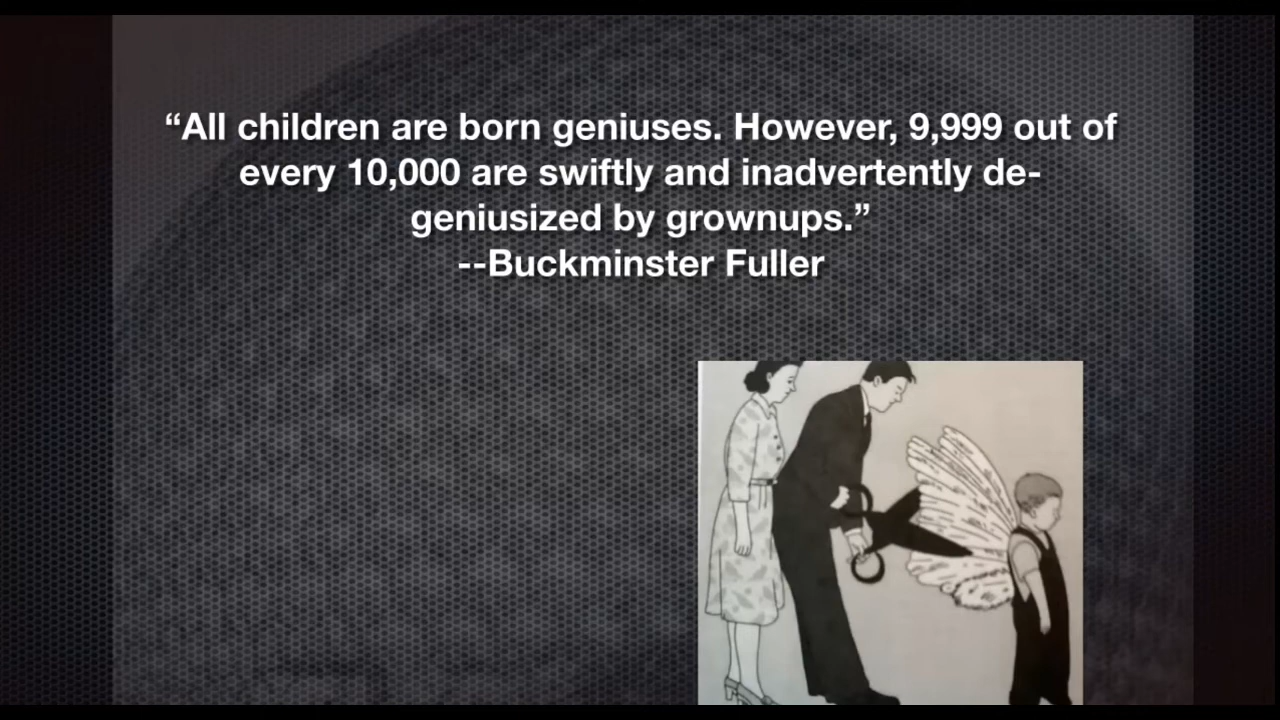 “All children are born geniuses. However, 9,999 out of
every 10,000 are swiftly and inadvertently de-
geniusized by grownups.”
--Buckminster Fuller